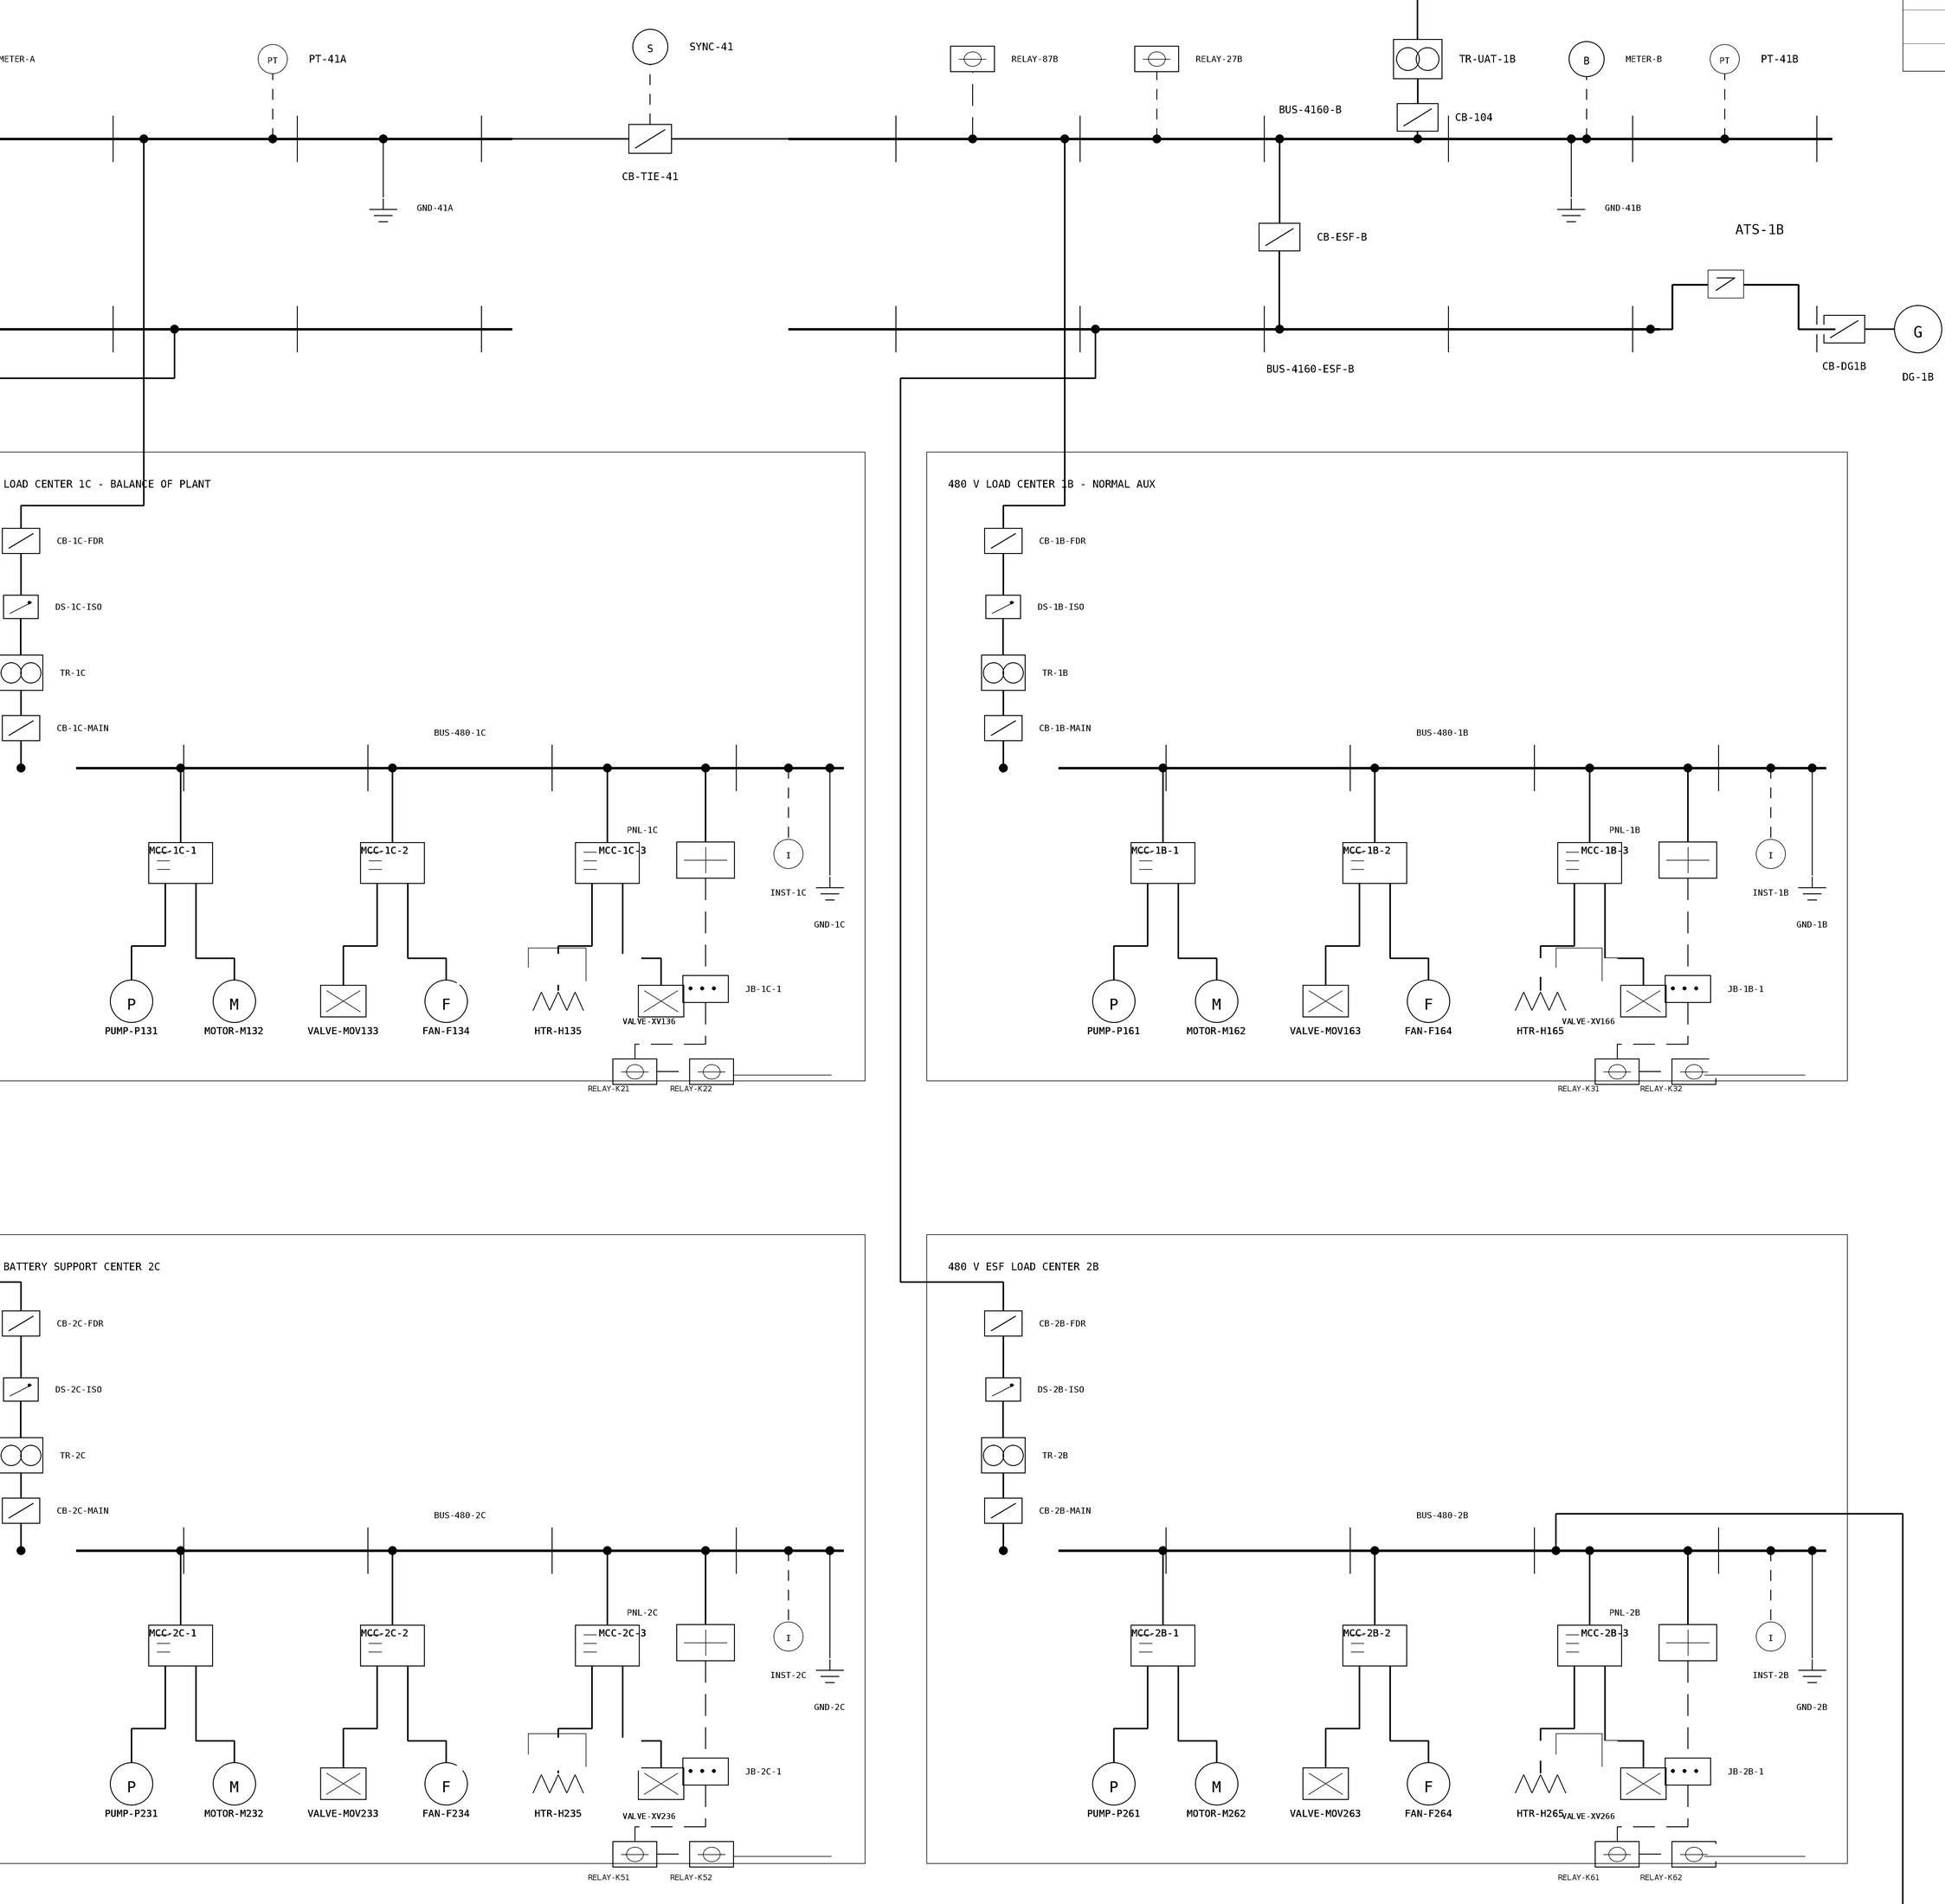 METER-A
PT
PT-41A
S
SYNC-41
RELAY-87B
RELAY-27B
TR-UAT-1B
B
METER-B
PT
PT-41B
BUS-4160-B
CB-104
CB-TIE-41
GND-41A
GND-41B
CB-ESF-B
ATS-1B
BUS-4160-ESF-B
CB-DG1B
G
DG-1B
LOAD CENTER 1C - BALANCE OF PLANT
480 V LOAD CENTER 1B - NORMAL AUX
CB-1C-FDR
CB-1B-FDR
DS-1C-ISO
DS-1B-ISO
TR-1C
TR-1B
CB-1C-MAIN
BUS-480-1C
CB-1B-MAIN
BUS-480-1B
PNL-1C
PNL-1B
MCC-1C-1
MCC-1C-2
MCC-1C-3
I
MCC-1B-1
MCC-1B-2
MCC-1B-3
I
INST-1C
INST-1B
GND-1C
GND-1B
JB-1C-1
JB-1B-1
P
M
F
P
M
F
VALVE-XV136
VALVE-XV166
PUMP-P131
MOTOR-M132
VALVE-MOV133
FAN-F134
HTR-H135
PUMP-P161
MOTOR-M162
VALVE-MOV163
FAN-F164
HTR-H165
RELAY-K21
RELAY-K22
RELAY-K31
RELAY-K32
BATTERY SUPPORT CENTER 2C
480 V ESF LOAD CENTER 2B
CB-2C-FDR
CB-2B-FDR
DS-2C-ISO
DS-2B-ISO
TR-2C
TR-2B
CB-2C-MAIN
BUS-480-2C
CB-2B-MAIN
BUS-480-2B
PNL-2C
PNL-2B
MCC-2C-1
MCC-2C-2
MCC-2C-3
I
MCC-2B-1
MCC-2B-2
MCC-2B-3
I
INST-2C
INST-2B
GND-2C
GND-2B
JB-2C-1
JB-2B-1
P
M
F
P
M
F
VALVE-XV236
VALVE-XV266
PUMP-P231
MOTOR-M232
VALVE-MOV233
FAN-F234
HTR-H235
PUMP-P261
MOTOR-M262
VALVE-MOV263
FAN-F264
HTR-H265
RELAY-K51
RELAY-K52
RELAY-K61
RELAY-K62